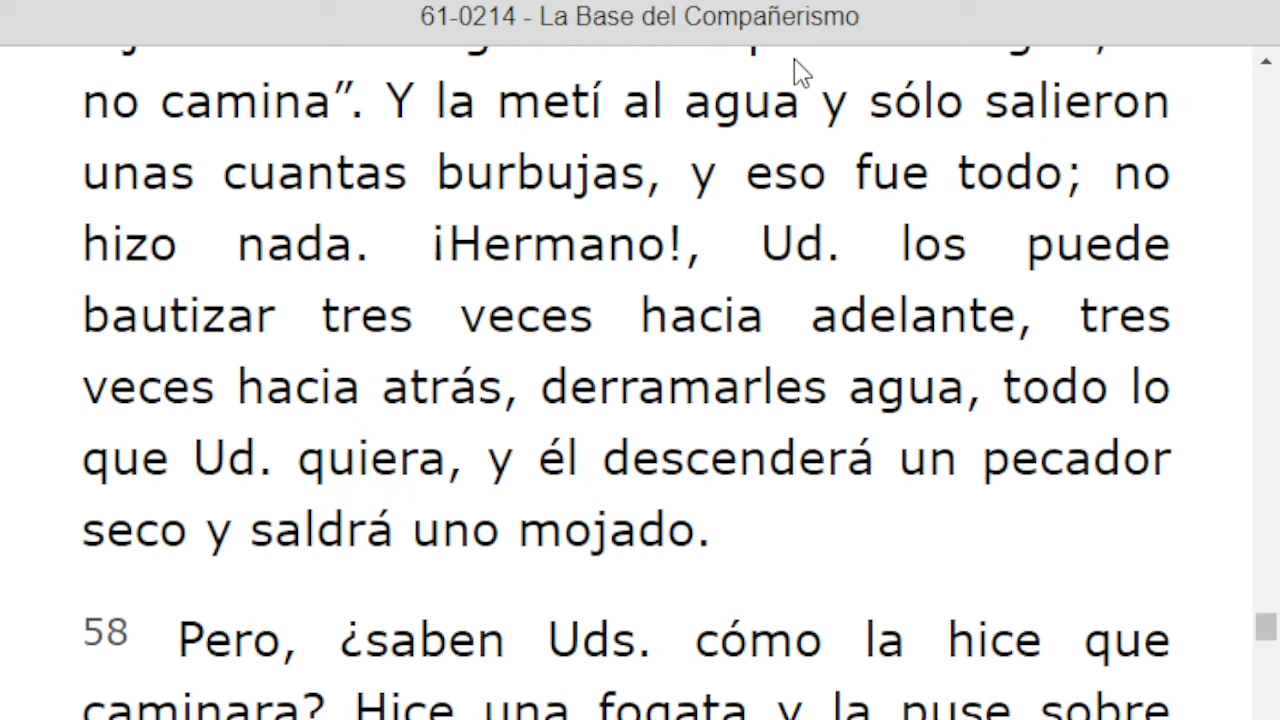 61-0214 - La Base del Compañerismo
no camina”. Y la metí al agua y sólo salieron
unas cuantas burbujas, y eso fue todo; no
hizo nada. ¡Hermano!, Ud. los puede
bautizar tres veces hacia adelante, tres
veces hacia atrás, derramarles agua, todo lo
que Ud. quiera, y él descenderá un pecador
seco y saldrá uno mojado.
58 Pero, ¿saben Uds. cómo la hice que
caminara? Hice una fogata y la puse sobre